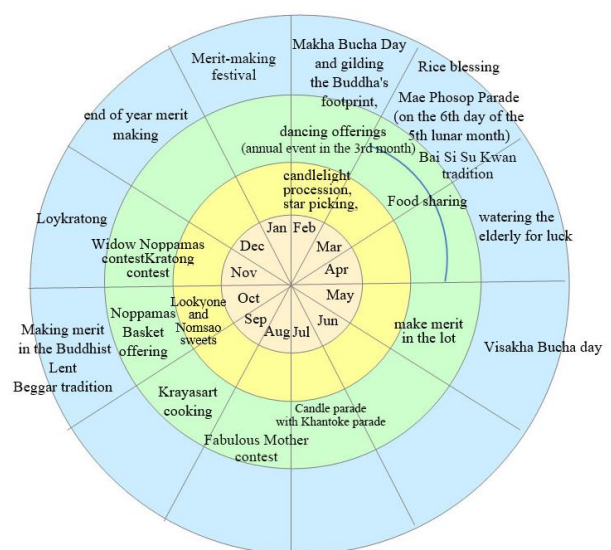 Merit-making
festival
Makha Bucha Day
and gilding
the Buddha's
footprint,
Rice blessing
Mae Phosop Parade
(on the 6th day of the
5th lunar month)
Bai Si Su Kwan
tradition
end of year merit
making
dancing offerings
(annual event in the 3rd month)
candlelight
procession,
star picking,
Food sharing
watering the
elderly for luck
Loykratong
Widow Noppamas
contestKratong
contest
Jan
Feb
Mar
Apr
May
Jun
Jul
Aug
Sep
Oct
Nov
Dec
Lookyone
and
Nomsao
sweets
Noppamas
Basket
offering
Making merit
in the Buddhist
Lent
Beggar tradition
make merit
in the lot
Visakha Bucha day
Krayasart
cooking
Candle parade
with Khantoke parade
Fabulous Mother
contest